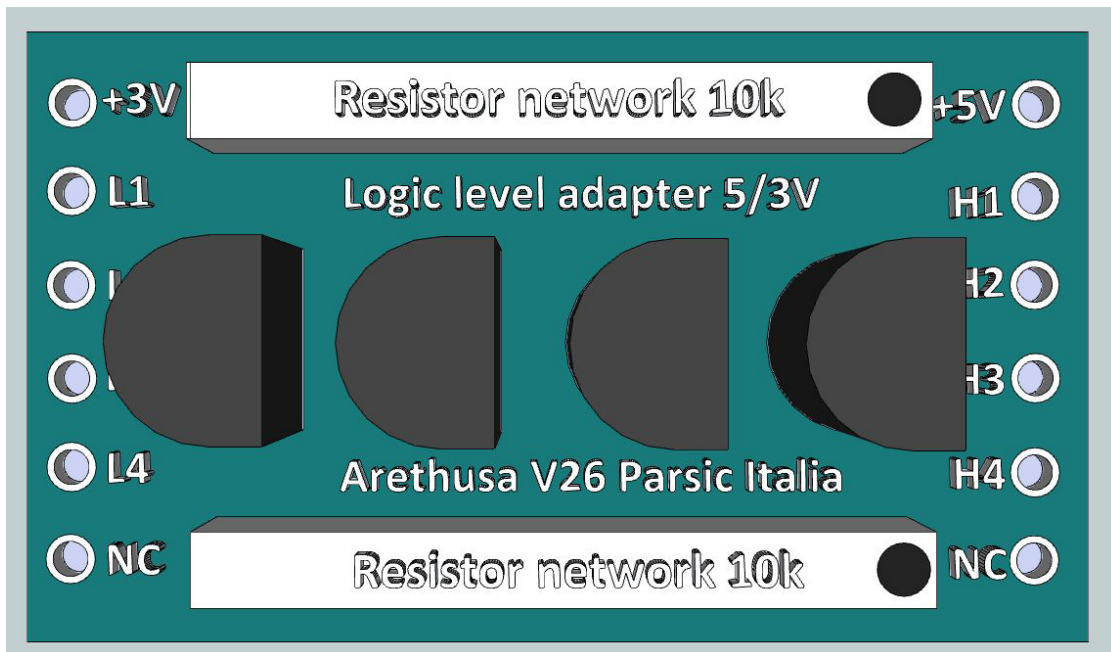 +3V Resistor network 10k +5V
L1 Logic level adapter 5/3V H1
H2
H3
L4 Arethusa V26 Parsic Italia H4
NC Resistor network 10k NC